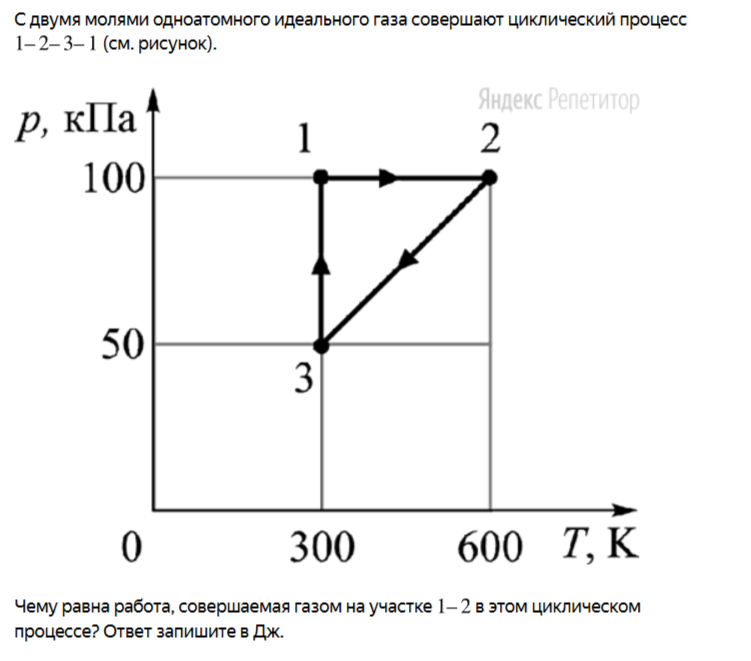 С двумя молями одноатомного идеального газа совершают циклический процесс
1–2–3–1 (см. рисунок).
Яндекс Репетитор
p, кПа
1
2
100
50
3
0
300
600
T, К
Чему равна работа, совершаемая газом на участке 1–2 в этом циклическом
процессе? Ответ запишите в Дж.